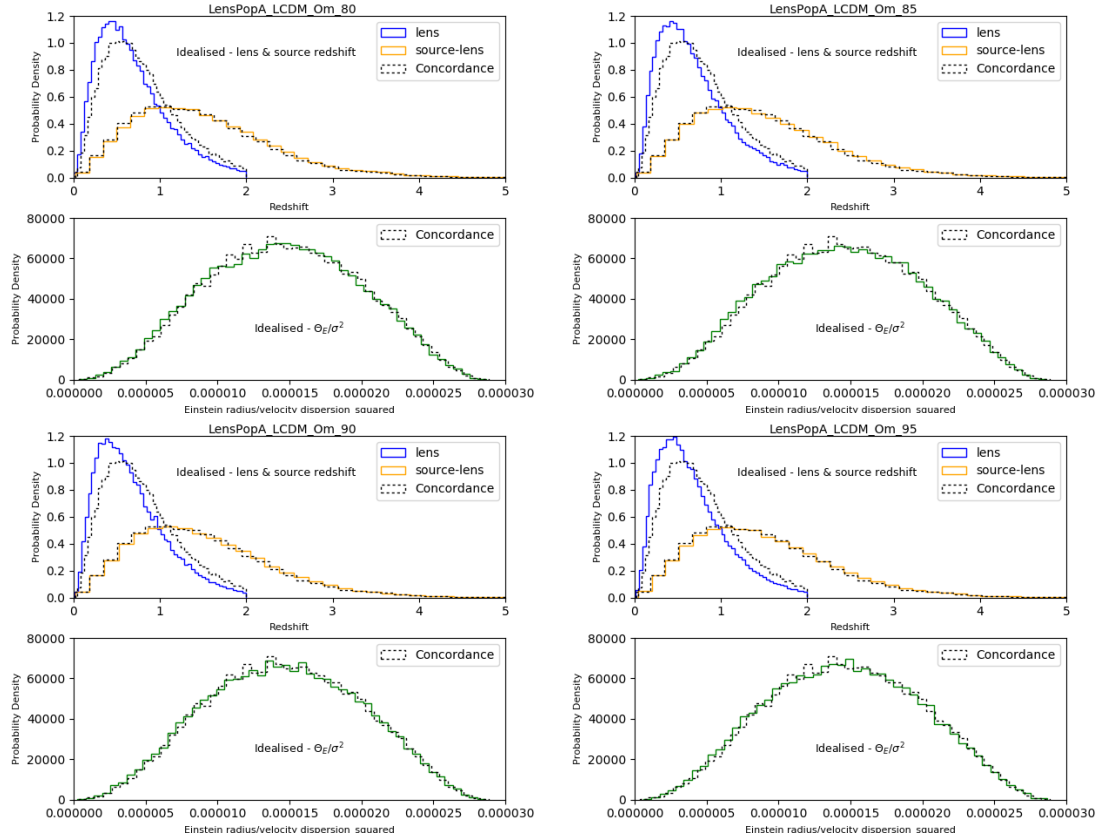 LensPopA_LCDM_Om_80
Probability Density
1.2
1.0
0.8
0.6
0.4
0.2
0.0
Idealised - lens & source redshift
lens
source-lens
Concordance
0 1 2 3 4 5
Redshift
Probability Density
80000
60000
40000
20000
0
Concordance
Idealised - Θ_E/σ²
0.000000 0.000005 0.000010 0.000015 0.000020 0.000025 0.000030
Einstein radius/velocity dispersion squared
LensPopA_LCDM_Om_85
Probability Density
1.2
1.0
0.8
0.6
0.4
0.2
0.0
Idealised - lens & source redshift
lens
source-lens
Concordance
0 1 2 3 4 5
Redshift
Probability Density
80000
60000
40000
20000
0
Concordance
Idealised - Θ_E/σ²
0.000000 0.000005 0.000010 0.000015 0.000020 0.000025 0.000030
Einstein radius/velocity dispersion squared
LensPopA_LCDM_Om_90
Probability Density
1.2
1.0
0.8
0.6
0.4
0.2
0.0
Idealised - lens & source redshift
lens
source-lens
Concordance
0 1 2 3 4 5
Redshift
Probability Density
80000
60000
40000
20000
0
Concordance
Idealised - Θ_E/σ²
0.000000 0.000005 0.000010 0.000015 0.000020 0.000025 0.000030
Einstein radius/velocity dispersion squared
LensPopA_LCDM_Om_95
Probability Density
1.2
1.0
0.8
0.6
0.4
0.2
0.0
Idealised - lens & source redshift
lens
source-lens
Concordance
0 1 2 3 4 5
Redshift
Probability Density
80000
60000
40000
20000
0
Concordance
Idealised - Θ_E/σ²
0.000000 0.000005 0.000010 0.000015 0.000020 0.000025 0.000030
Einstein radius/velocity dispersion squared